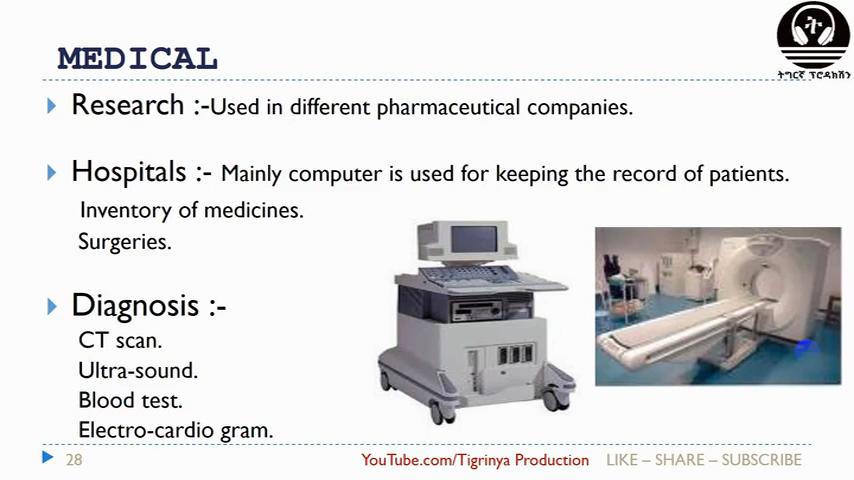 MEDICAL
ት
ትግርኛ ፕሮዳክሽን
Research :-Used in different pharmaceutical companies.
Hospitals :- Mainly computer is used for keeping the record of patients.
Inventory of medicines.
Surgeries.
Diagnosis :-
CT scan.
Ultra-sound.
Blood test.
Electro-cardio gram.
28
YouTube.com/Tigrinya Production
LIKE – SHARE – SUBSCRIBE